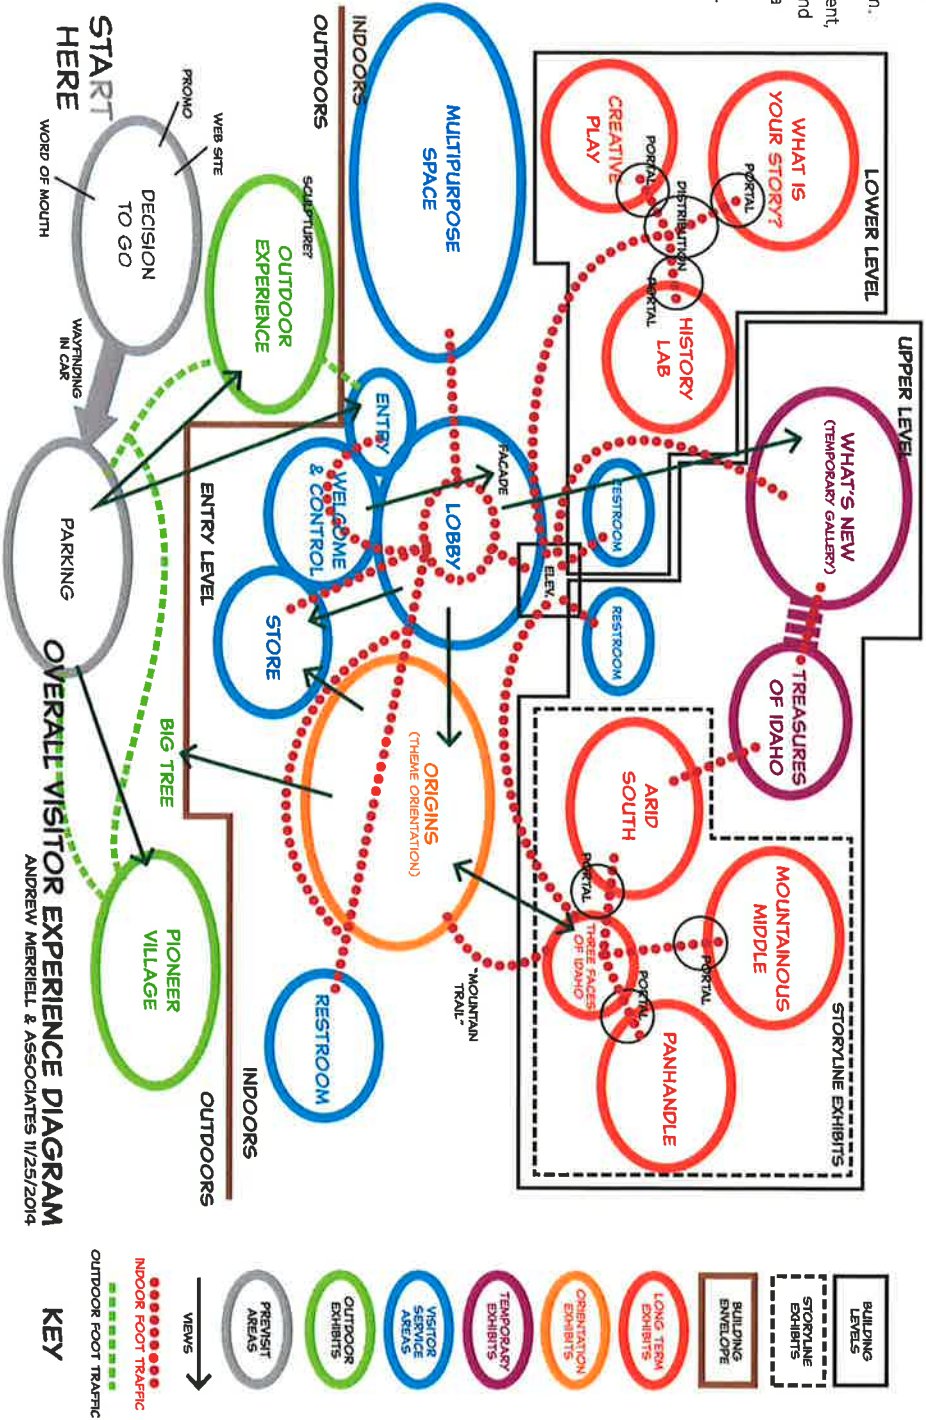 n.
ent,
nd
a
LOWER LEVEL
UPPER LEVEL
WHAT IS
YOUR STORY?
PORTAL
CREATIVE
PLAY
PORTAL
DISTRIBUTION
PORTAL
HISTORY
LAB
WHAT'S NEW
(TEMPORARY GALLERY)
TREASURES
OF IDAHO
STORYLINE EXHIBITS
MOUNTAINOUS
MIDDLE
PORTAL
ARID
SOUTH
PORTAL
THREE FACES
OF IDAHO
PORTAL
PANHANDLE
RESTROOM
RESTROOM
ELEV.
MULTIPURPOSE
SPACE
FACADE
LOBBY
ENTRY
WELCOME
& CONTROL
STORE
ORIGINS
(THEME ORIENTATION)
"MOUNTAIN
TRAIL"
RESTROOM
INDOORS
OUTDOORS
ENTRY LEVEL
INDOORS
OUTDOORS
SCULPTURE?
OUTDOOR
EXPERIENCE
BIG TREE
PIONEER
VILLAGE
START
HERE
PROMO
WEB SITE
WORD OF MOUTH
DECISION
TO GO
WAYFINDING
IN CAR
PARKING
OVERALL VISITOR EXPERIENCE DIAGRAM
ANDREW MERRIELL & ASSOCIATES 11/25/2014
BUILDING
LEVELS
STORYLINE
EXHIBITS
BUILDING
ENVELOPE
LONG TERM
EXHIBITS
ORIENTATION
EXHIBITS
TEMPORARY
EXHIBITS
VISITOR
SERVICE
AREAS
OUTDOOR
EXHIBITS
PREVISIT
AREAS
VIEWS
INDOOR FOOT TRAFFIC
OUTDOOR FOOT TRAFFIC
KEY